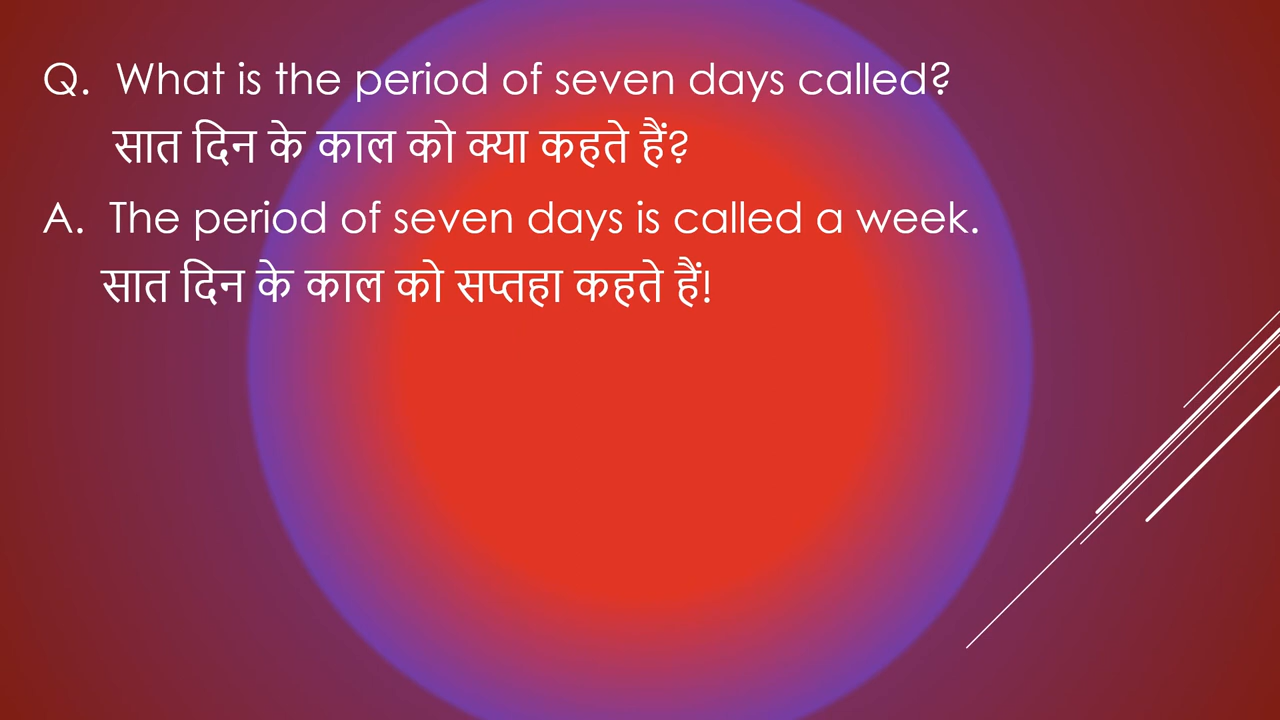 Q. What is the period of seven days called?
सात दिन के काल को क्या कहते हैं?
A. The period of seven days is called a week.
सात दिन के काल को सप्तहा कहते हैं!